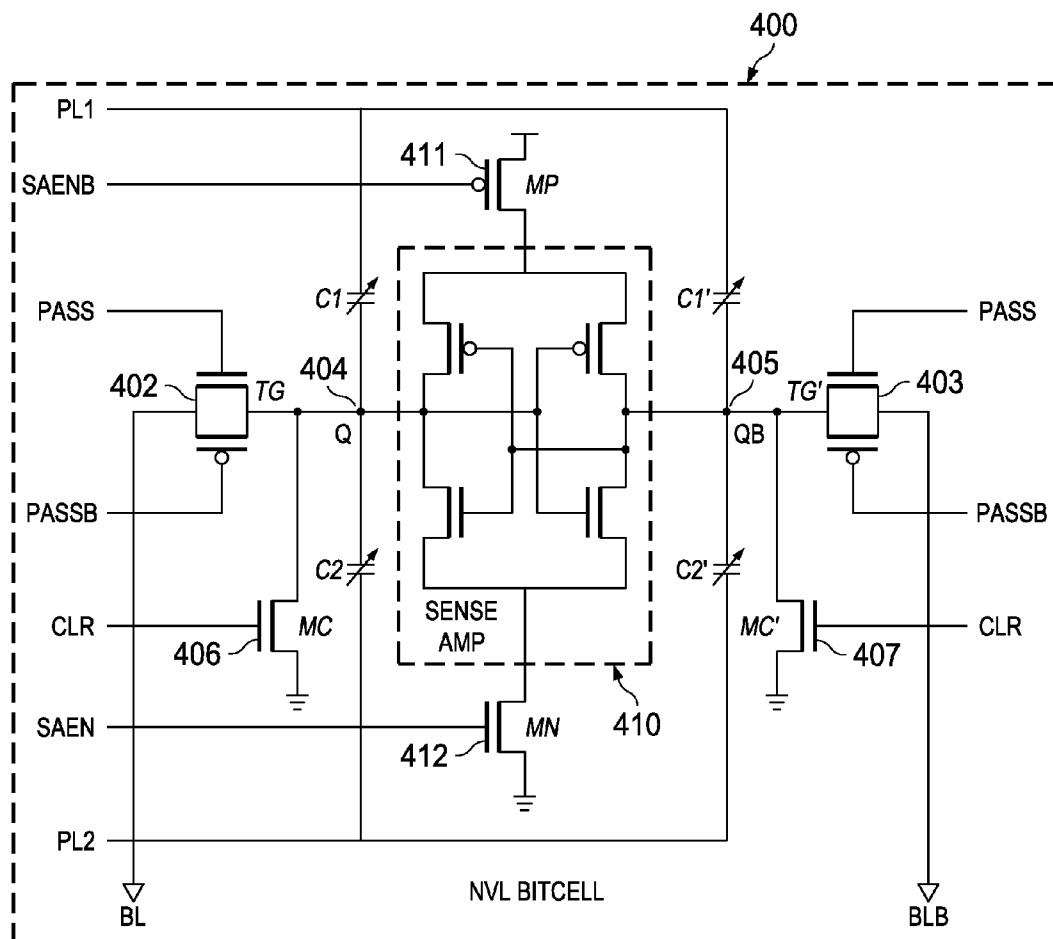 400
PL1
411
SAENB
MP
PASS
C1
C1'
PASS
402
TG
404
405
TG'
403
Q
QB
PASSB
PASSB
C2
C2'
SENSE
AMP
CLR
MC
MC'
CLR
406
407
SAEN
MN
410
412
PL2
NVL BITCELL
BL
BLB